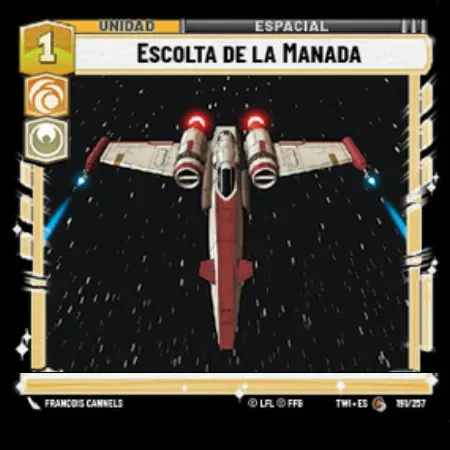 UNIDAD
ESPACIAL
1
ESCOLTA DE LA MANADA
FRANCOIS CANNELS
© LFL ⓟ FFG
TWI • ES
191/257